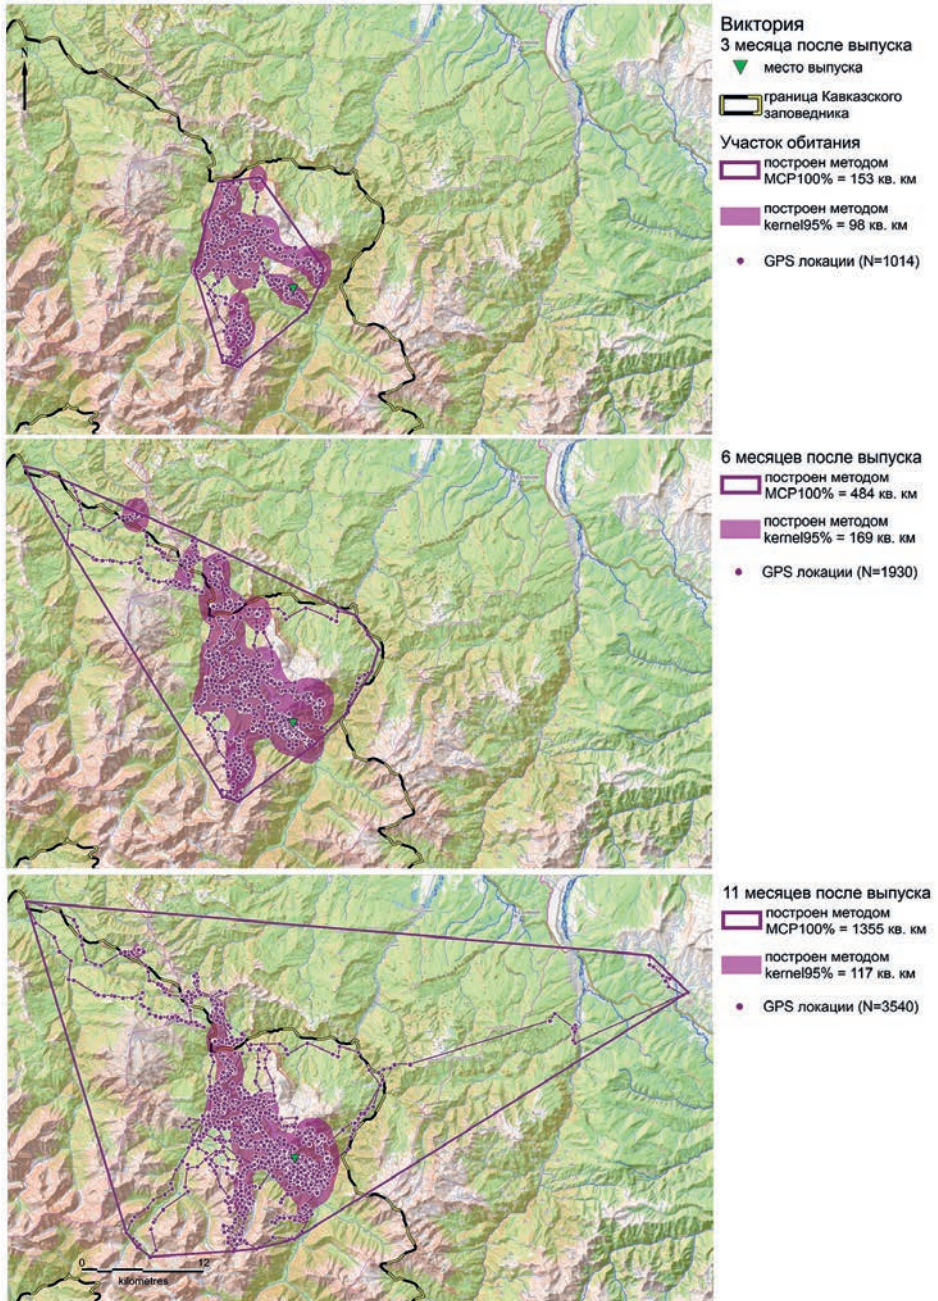 N
Виктория
3 месяца после выпуска
место выпуска
граница Кавказского
заповедника
Участок обитания
построен методом
MCP100% = 153 кв. км
построен методом
kernel95% = 98 кв. км
GPS локации (N=1014)
6 месяцев после выпуска
построен методом
MCP100% = 484 кв. км
построен методом
kernel95% = 169 кв. км
GPS локации (N=1930)
11 месяцев после выпуска
построен методом
MCP100% = 1355 кв. км
построен методом
kernel95% = 117 кв. км
GPS локации (N=3540)
0 12
kilometres